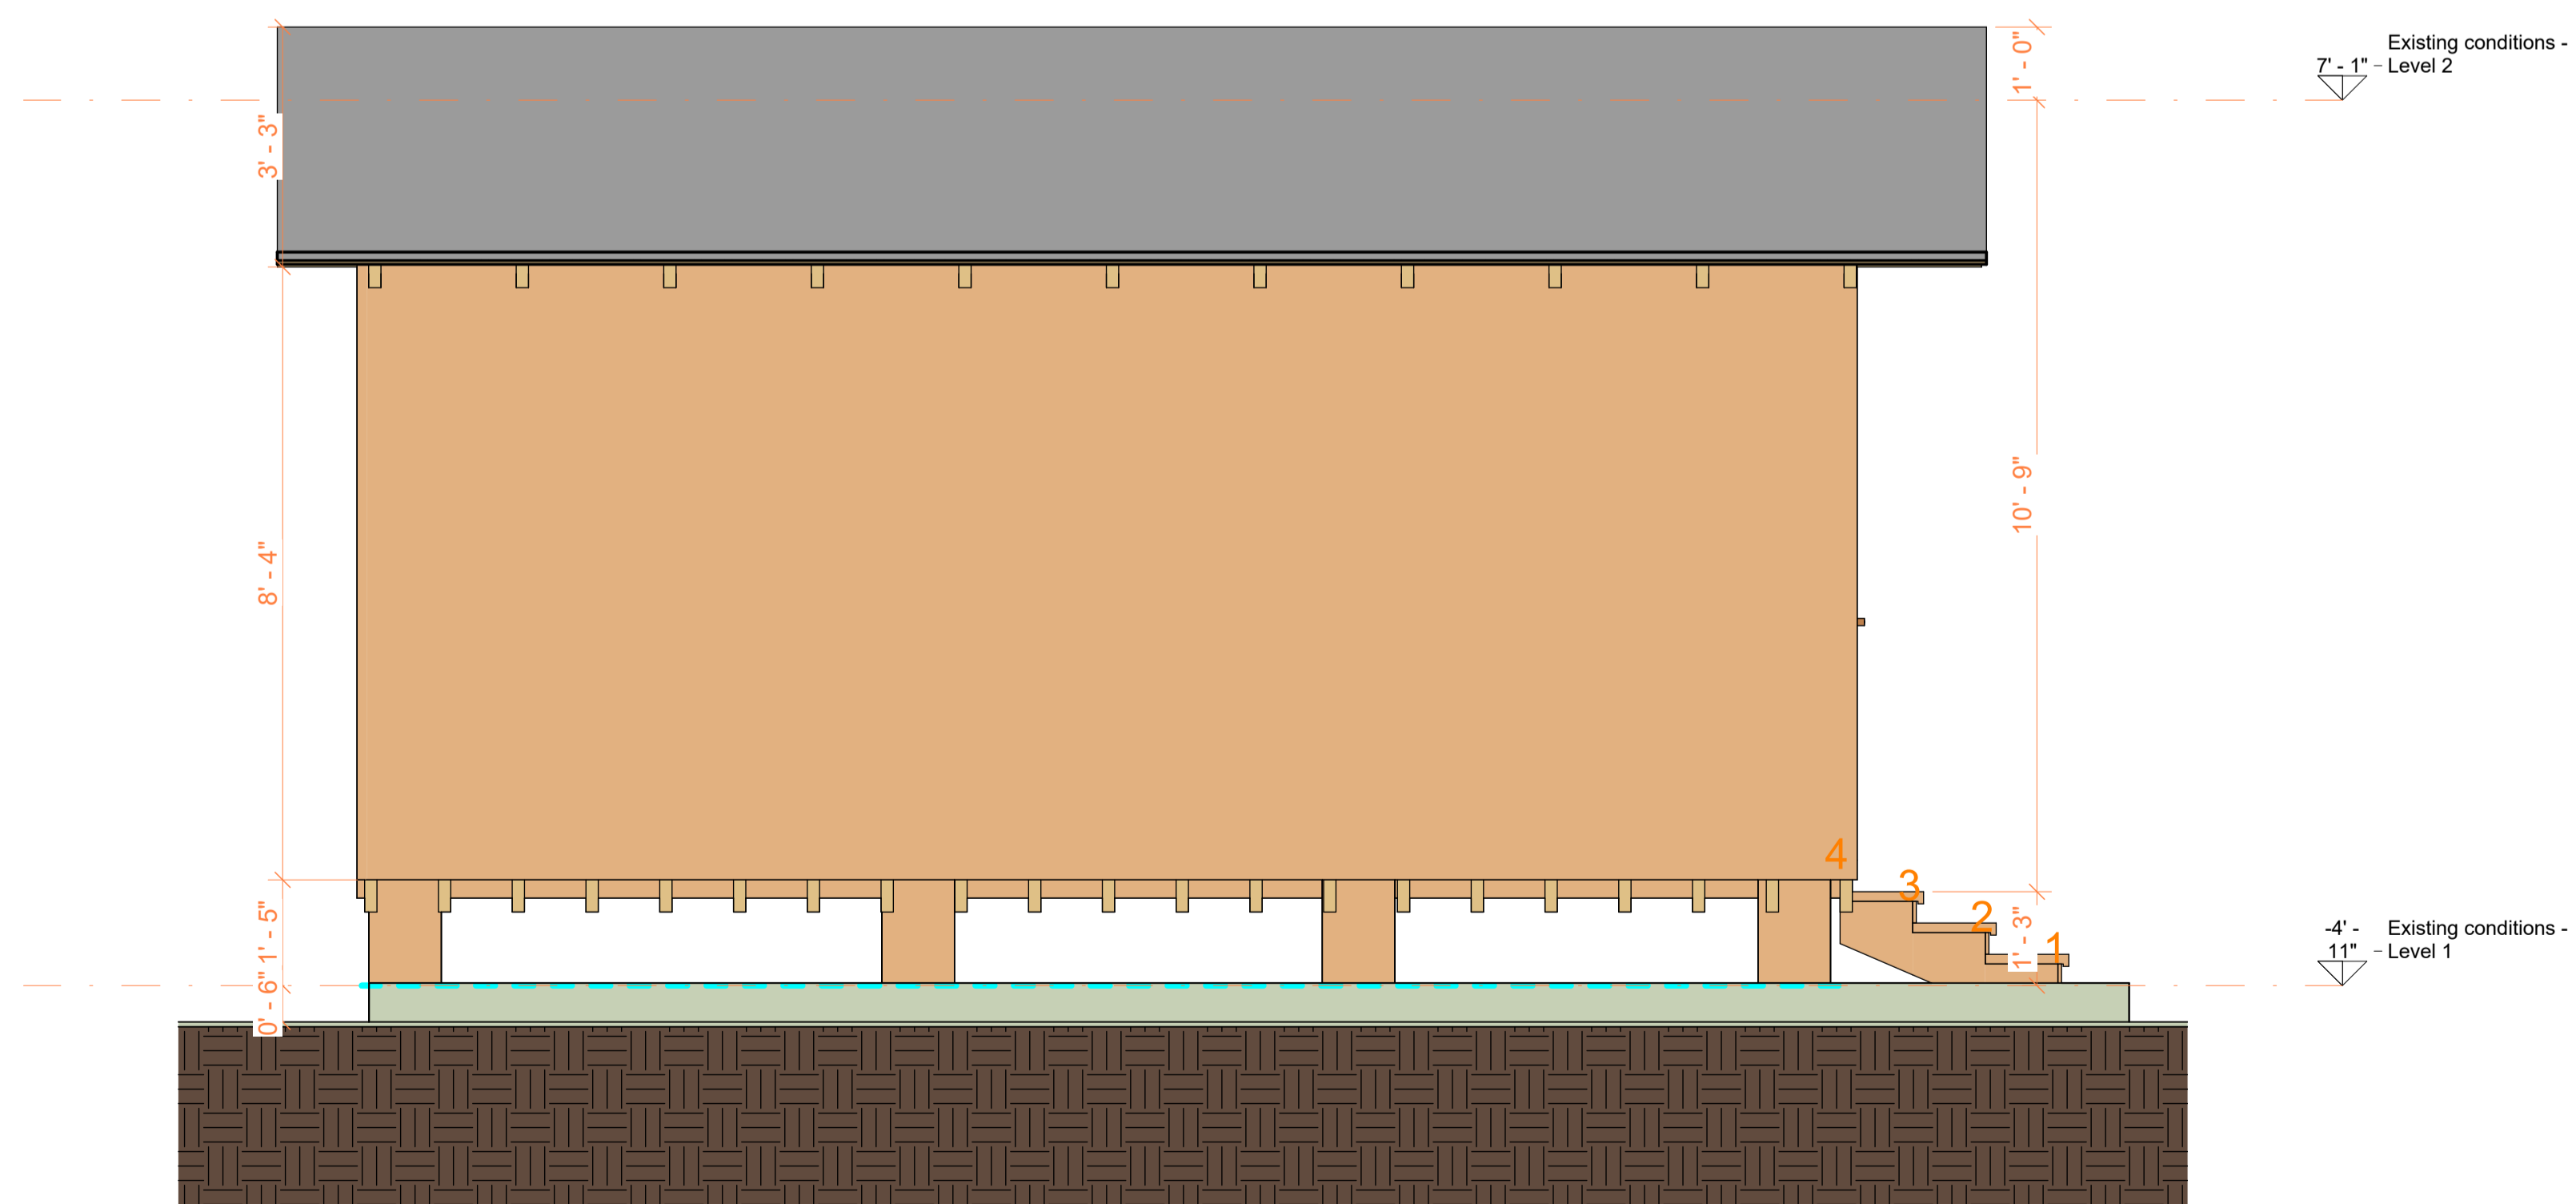 Existing conditions -
7' - 1" Level 2
1' - 0"
3' - 3"
10' - 9"
8' - 4"
4
3
2
1
1' - 5"
1' - 3"
0' - 6"
-4' - Existing conditions -
11" Level 1